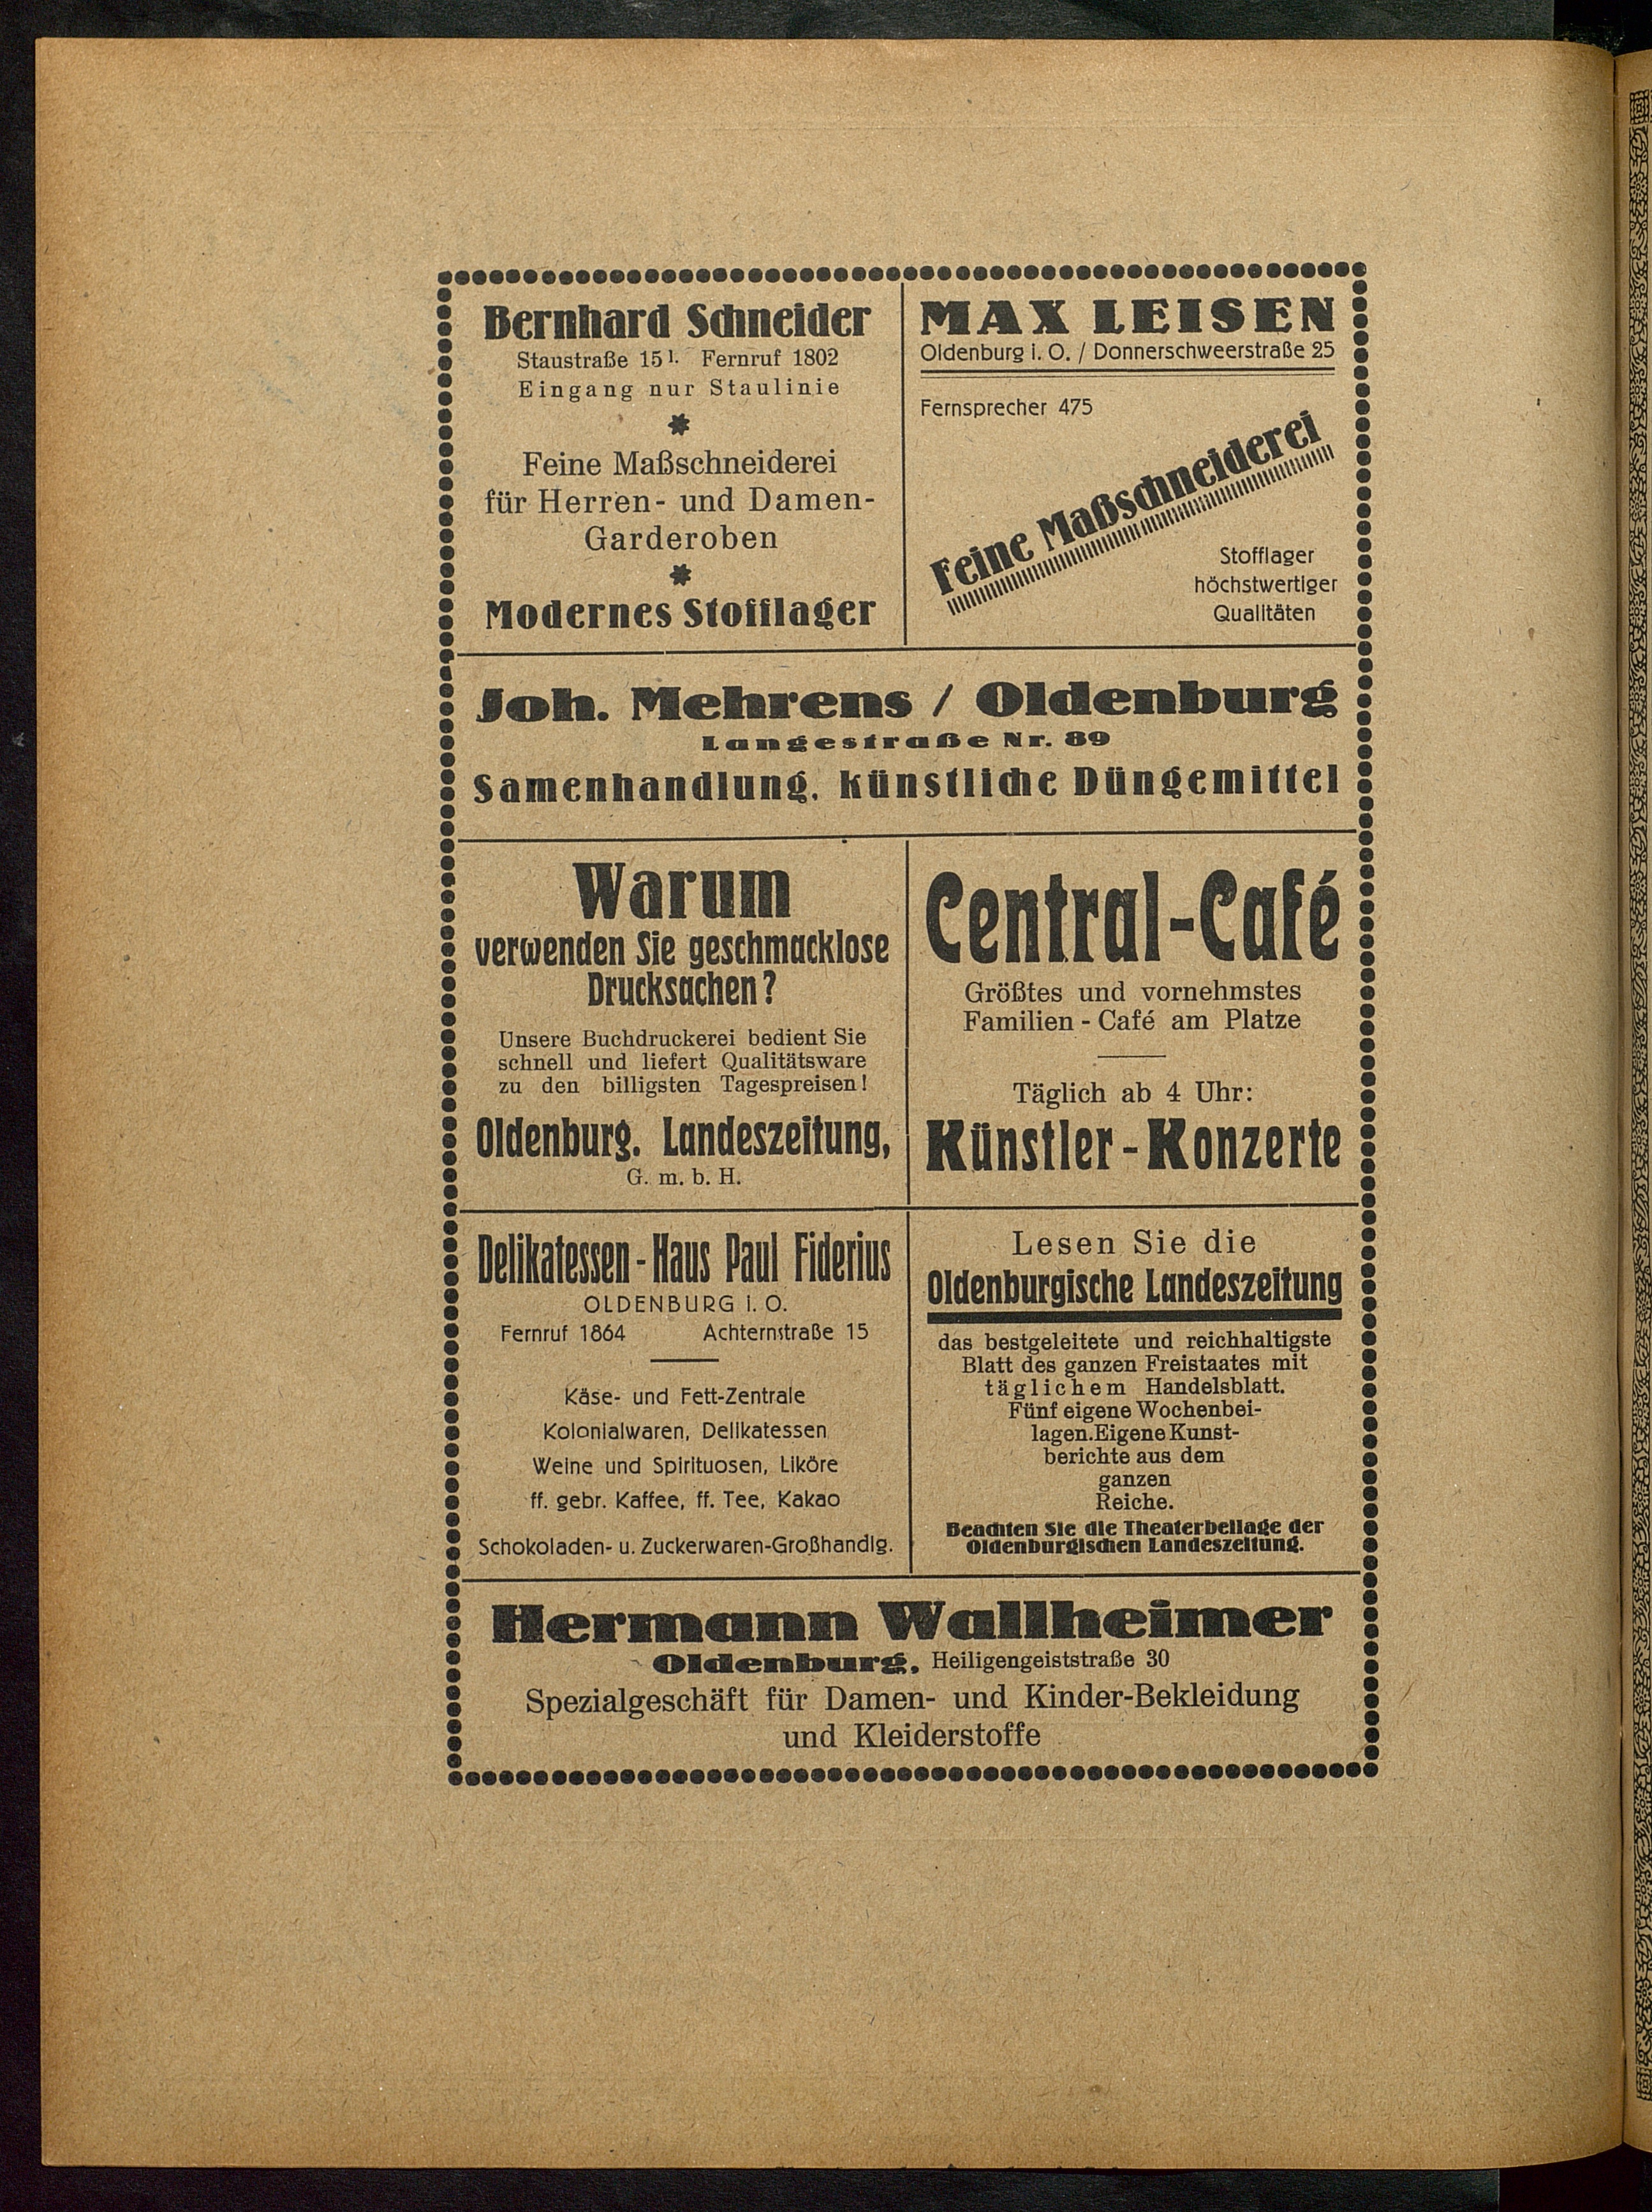 Bernhard Schneider
Staustraße 15 I. Fernruf 1802
Eingang nur Staulinie
Feine Maßschneiderei
für Herren- und Damen-
Garderoben
Modernes Stofflager
MAX LEISEN
Oldenburg i. O. / Donnerschweerstraße 25
Fernsprecher 475
Feine Maßschneiderei
Stofflager
höchstwertiger
Qualitäten
Joh. Mehrens / Oldenburg
Langestraße Nr. 89
Samenhandlung, künstliche Düngemittel
Warum
verwenden Sie geschmacklose
Drucksachen?
Unsere Buchdruckerei bedient Sie
schnell und liefert Qualitätsware
zu den billigsten Tagespreisen!
Oldenburg. Landeszeitung,
G. m. b. H.
Central-Café
Größtes und vornehmstes
Familien-Café am Platze
Täglich ab 4 Uhr:
Künstler-Konzerte
Delikatessen-Haus Paul Fiderius
OLDENBURG i. O.
Fernruf 1864 Achternstraße 15
Käse- und Fett-Zentrale
Kolonialwaren, Delikatessen
Weine und Spirituosen, Liköre
ff. gebr. Kaffee, ff. Tee, Kakao
Schokoladen- u. Zuckerwaren-Großhandlg.
Lesen Sie die
Oldenburgische Landeszeitung
das bestgeleitete und reichhaltigste
Blatt des ganzen Freistaates mit
täglichem Handelsblatt.
Fünf eigene Wochenbei-
lagen. Eigene Kunst-
berichte aus dem
ganzen
Reiche.
Beachten Sie die Theaterbeilage der
Oldenburgischen Landeszeitung.
Hermann Wallheimer
Oldenburg, Heiligengeiststraße 30
Spezialgeschäft für Damen- und Kinder-Bekleidung
und Kleiderstoffe